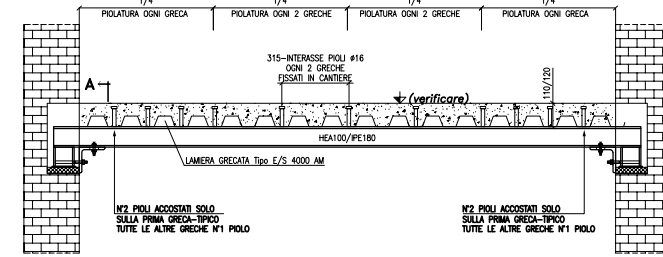 1/4 1/4 1/4 1/4
PIOLATURA OGNI GRECA PIOLATURA OGNI 2 GRECHE PIOLATURA OGNI 2 GRECHE PIOLATURA OGNI GRECA
315-INTERASSE PIOLI ø16
OGNI 2 GRECHE
FISSATI IN CANTIERE
A
(verificare)
110/120
HEA100/IPE180
LAMIERA GRECATA Tipo E/S 4000 AM
N°2 PIOLI ACCOSTATI SOLO
SULLA PRIMA GRECA-TIPICO
TUTTE LE ALTRE GRECHE N°1 PIOLO
N°2 PIOLI ACCOSTATI SOLO
SULLA PRIMA GRECA-TIPICO
TUTTE LE ALTRE GRECHE N°1 PIOLO